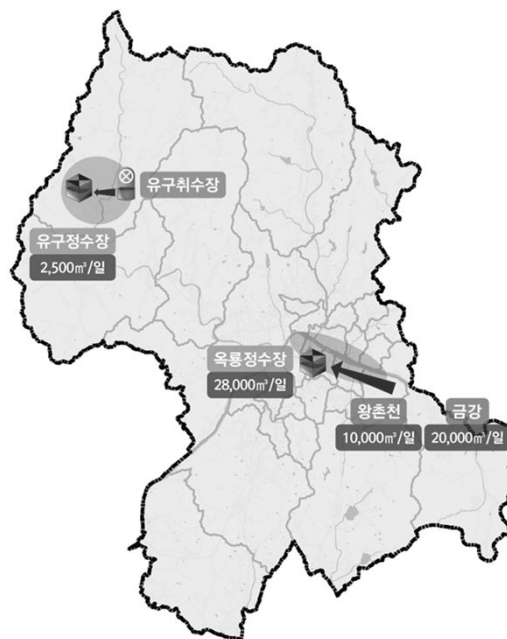 유구취수장
유구정수장
2,500㎥/일
옥룡정수장
28,000㎥/일
왕촌천
10,000㎥/일
금강
20,000㎥/일